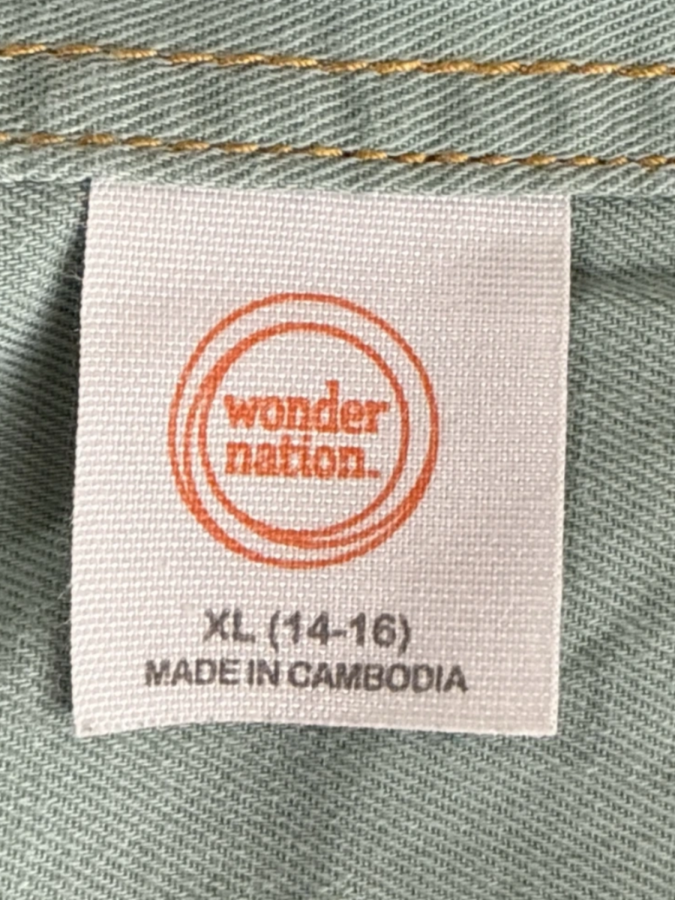 wonder
nation.
XL (14-16)
MADE IN CAMBODIA